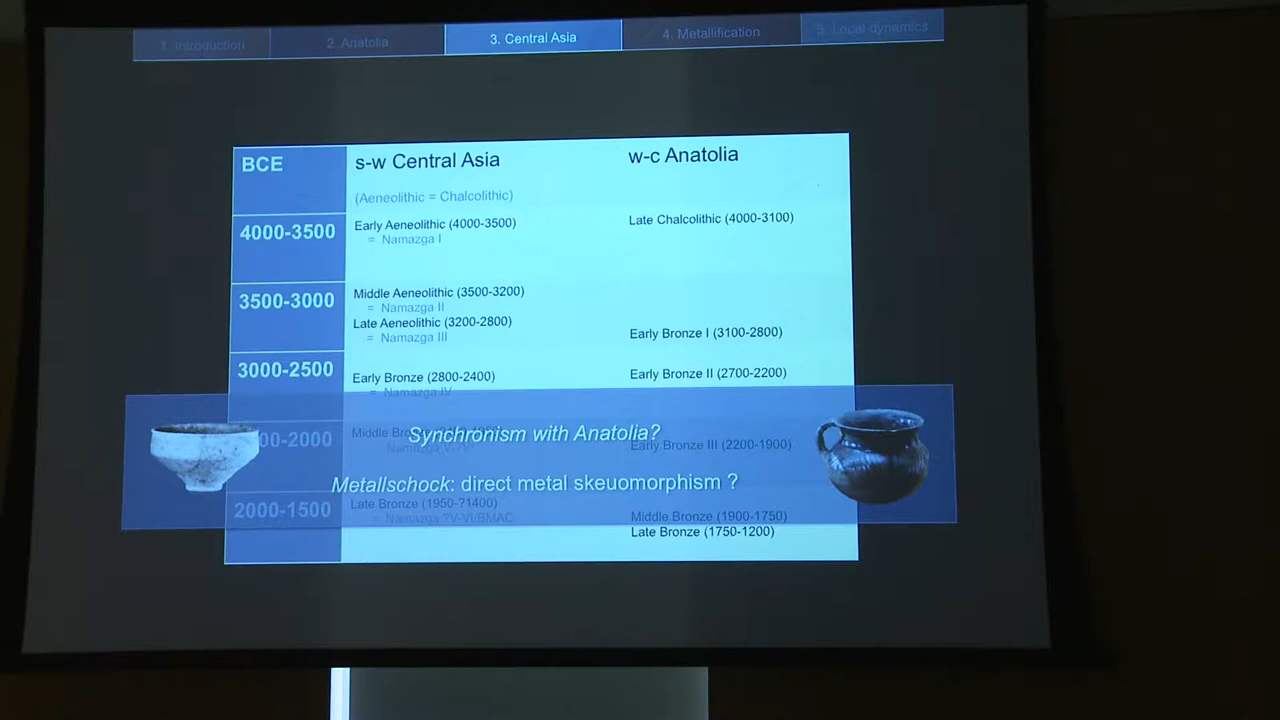 1. Introduction
2. Anatolia
3. Central Asia
4. Metallification
5. Local dynamics
BCE
s-w Central Asia
w-c Anatolia
(Aeneolithic = Chalcolithic)
4000-3500
Early Aeneolithic (4000-3500)
= Namazga I
Late Chalcolithic (4000-3100)
3500-3000
Middle Aeneolithic (3500-3200)
= Namazga II
Late Aeneolithic (3200-2800)
= Namazga III
Early Bronze I (3100-2800)
3000-2500
Early Bronze (2800-2400)
= Namazga IV
Early Bronze II (2700-2200)
00-2000
Middle
Early Bronze III (2200-1900)
Synchronism with Anatolia?
Metallschock: direct metal skeuomorphism ?
2000-1500
Late Bronze (1950-?1400)
= Namazga ?V-VI/BMAC
Middle Bronze (1900-1750)
Late Bronze (1750-1200)